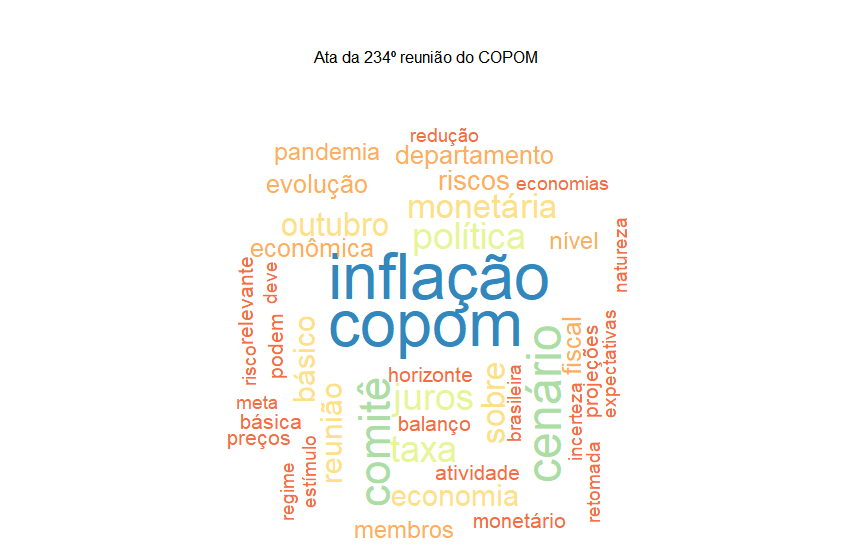 Ata da 234º reunião do COPOM
redução
pandemia
departamento
evolução
riscos
economias
monetária
outubro
política
nível
econômica
natureza
inflação
relevante
deve
copom
risco
podem
básico
cenário
fiscal
projeções
expectativas
horizonte
sobre
brasileira
incerteza
comitê
juros
reunião
meta
básica
balanço
preços
taxa
estímulo
regime
atividade
retomada
economia
monetário
membros